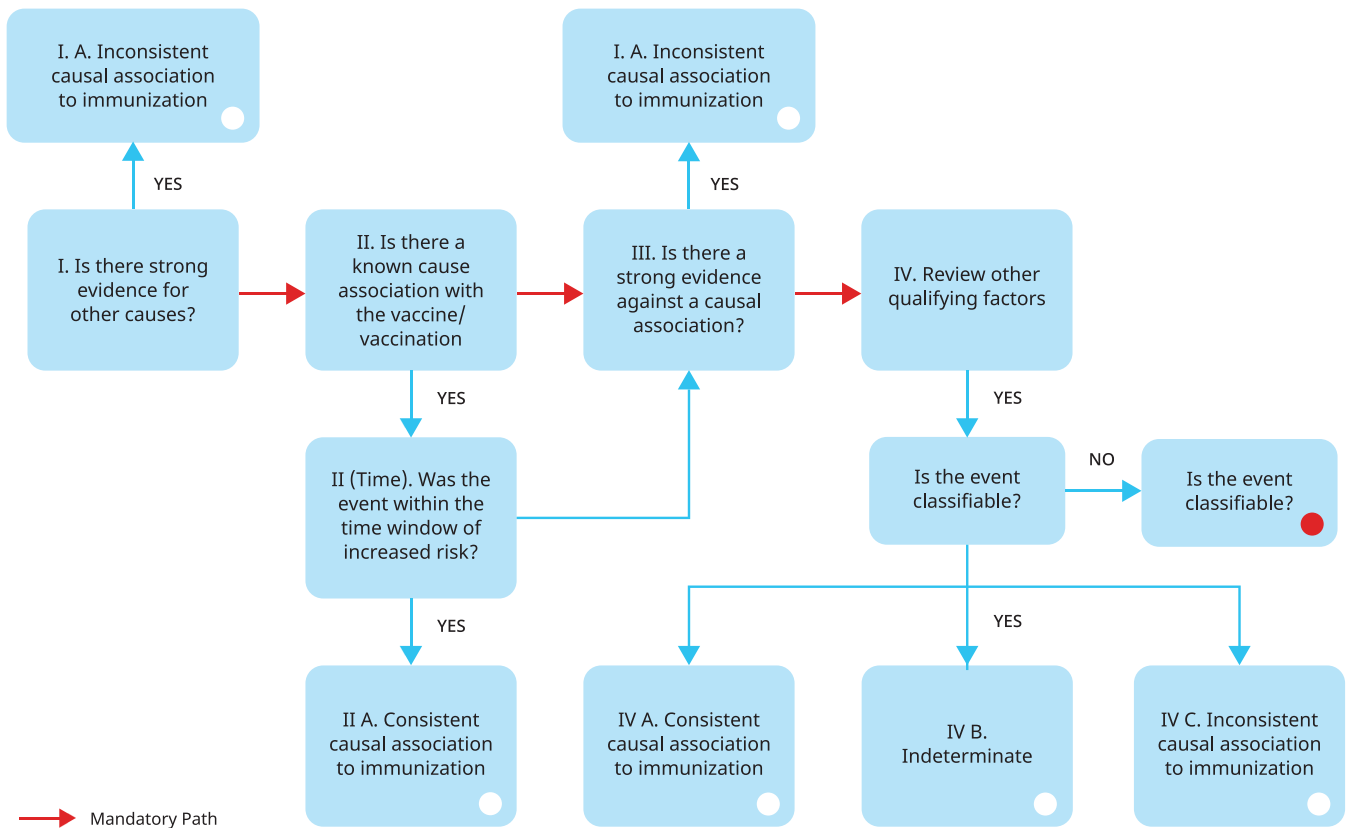 I. A. Inconsistent
causal association
to immunization
I. A. Inconsistent
causal association
to immunization
YES
YES
I. Is there strong
evidence for
other causes?
II. Is there a
known cause
association with
the vaccine/
vaccination
III. Is there a
strong evidence
against a causal
association?
IV. Review other
qualifying factors
YES
YES
II (Time). Was the
event within the
time window of
increased risk?
Is the event
classifiable?
NO
Is the event
classifiable?
YES
YES
II A. Consistent
causal association
to immunization
IV A. Consistent
causal association
to immunization
IV B.
Indeterminate
IV C. Inconsistent
causal association
to immunization
Mandatory Path